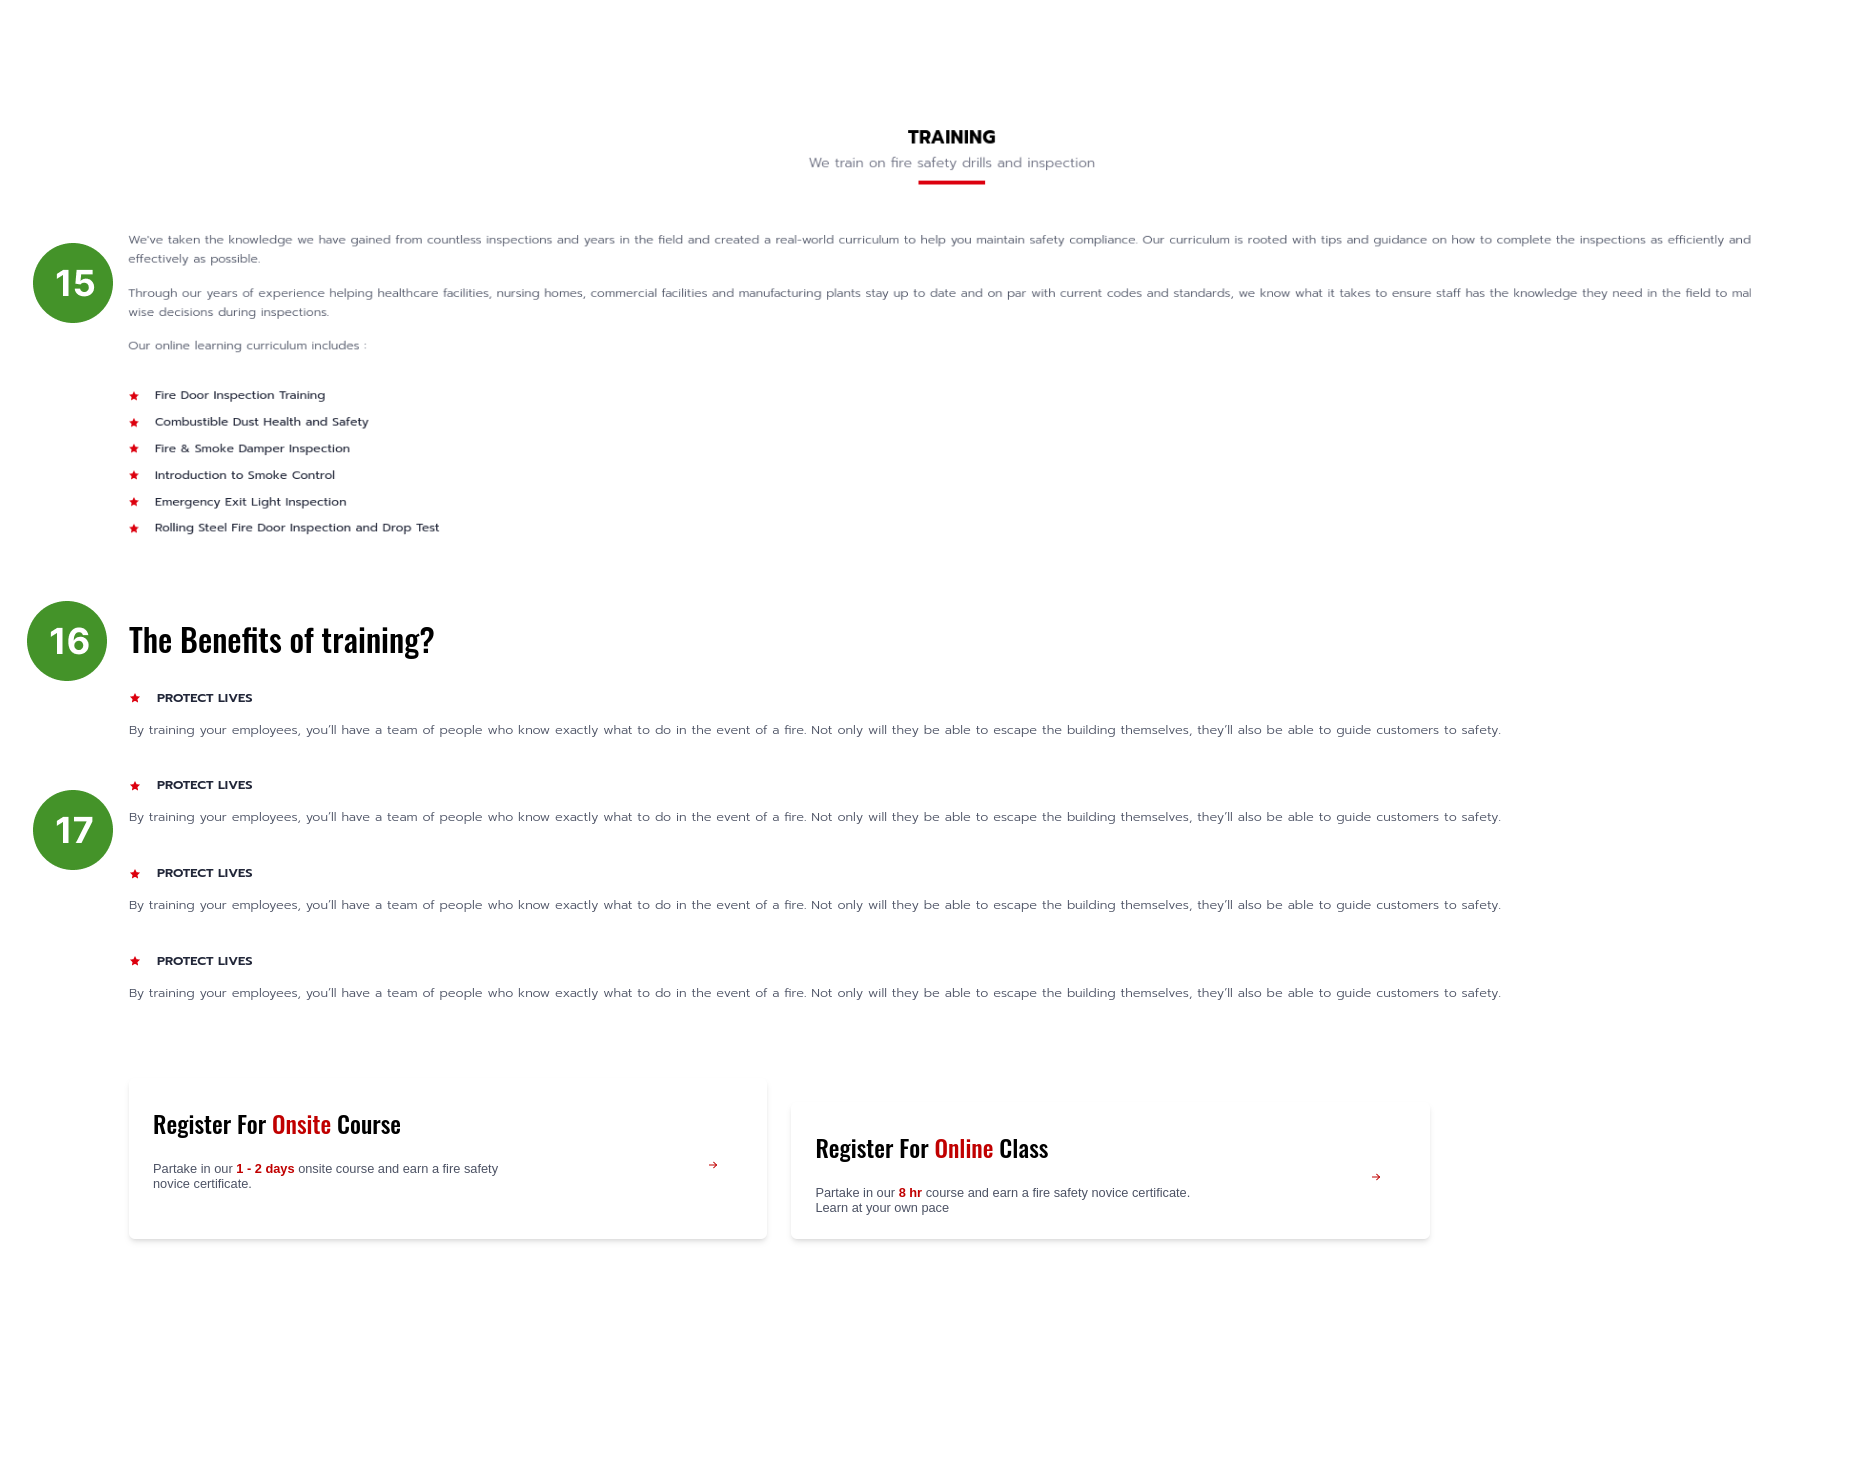 TRAINING
We train on fire safety drills and inspection
We've taken the knowledge we have gained from countless inspections and years in the field and created a real-world curriculum to help you maintain safety compliance. Our curriculum is rooted with tips and guidance on how to complete the inspections as efficiently and
effectively as possible.
15
Through our years of experience helping healthcare facilities, nursing homes, commercial facilities and manufacturing plants stay up to date and on par with current codes and standards, we know what it takes to ensure staff has the knowledge they need in the field to mal
wise decisions during inspections.
Our online learning curriculum includes :
Fire Door Inspection Training
Combustible Dust Health and Safety
Fire & Smoke Damper Inspection
Introduction to Smoke Control
Emergency Exit Light Inspection
Rolling Steel Fire Door Inspection and Drop Test
16
The Benefits of training?
PROTECT LIVES
By training your employees, you’ll have a team of people who know exactly what to do in the event of a fire. Not only will they be able to escape the building themselves, they’ll also be able to guide customers to safety.
PROTECT LIVES
17
By training your employees, you’ll have a team of people who know exactly what to do in the event of a fire. Not only will they be able to escape the building themselves, they’ll also be able to guide customers to safety.
PROTECT LIVES
By training your employees, you’ll have a team of people who know exactly what to do in the event of a fire. Not only will they be able to escape the building themselves, they’ll also be able to guide customers to safety.
PROTECT LIVES
By training your employees, you’ll have a team of people who know exactly what to do in the event of a fire. Not only will they be able to escape the building themselves, they’ll also be able to guide customers to safety.
Register For Onsite Course
Partake in our 1 - 2 days onsite course and earn a fire safety
novice certificate.
→
Register For Online Class
Partake in our 8 hr course and earn a fire safety novice certificate.
Learn at your own pace
→